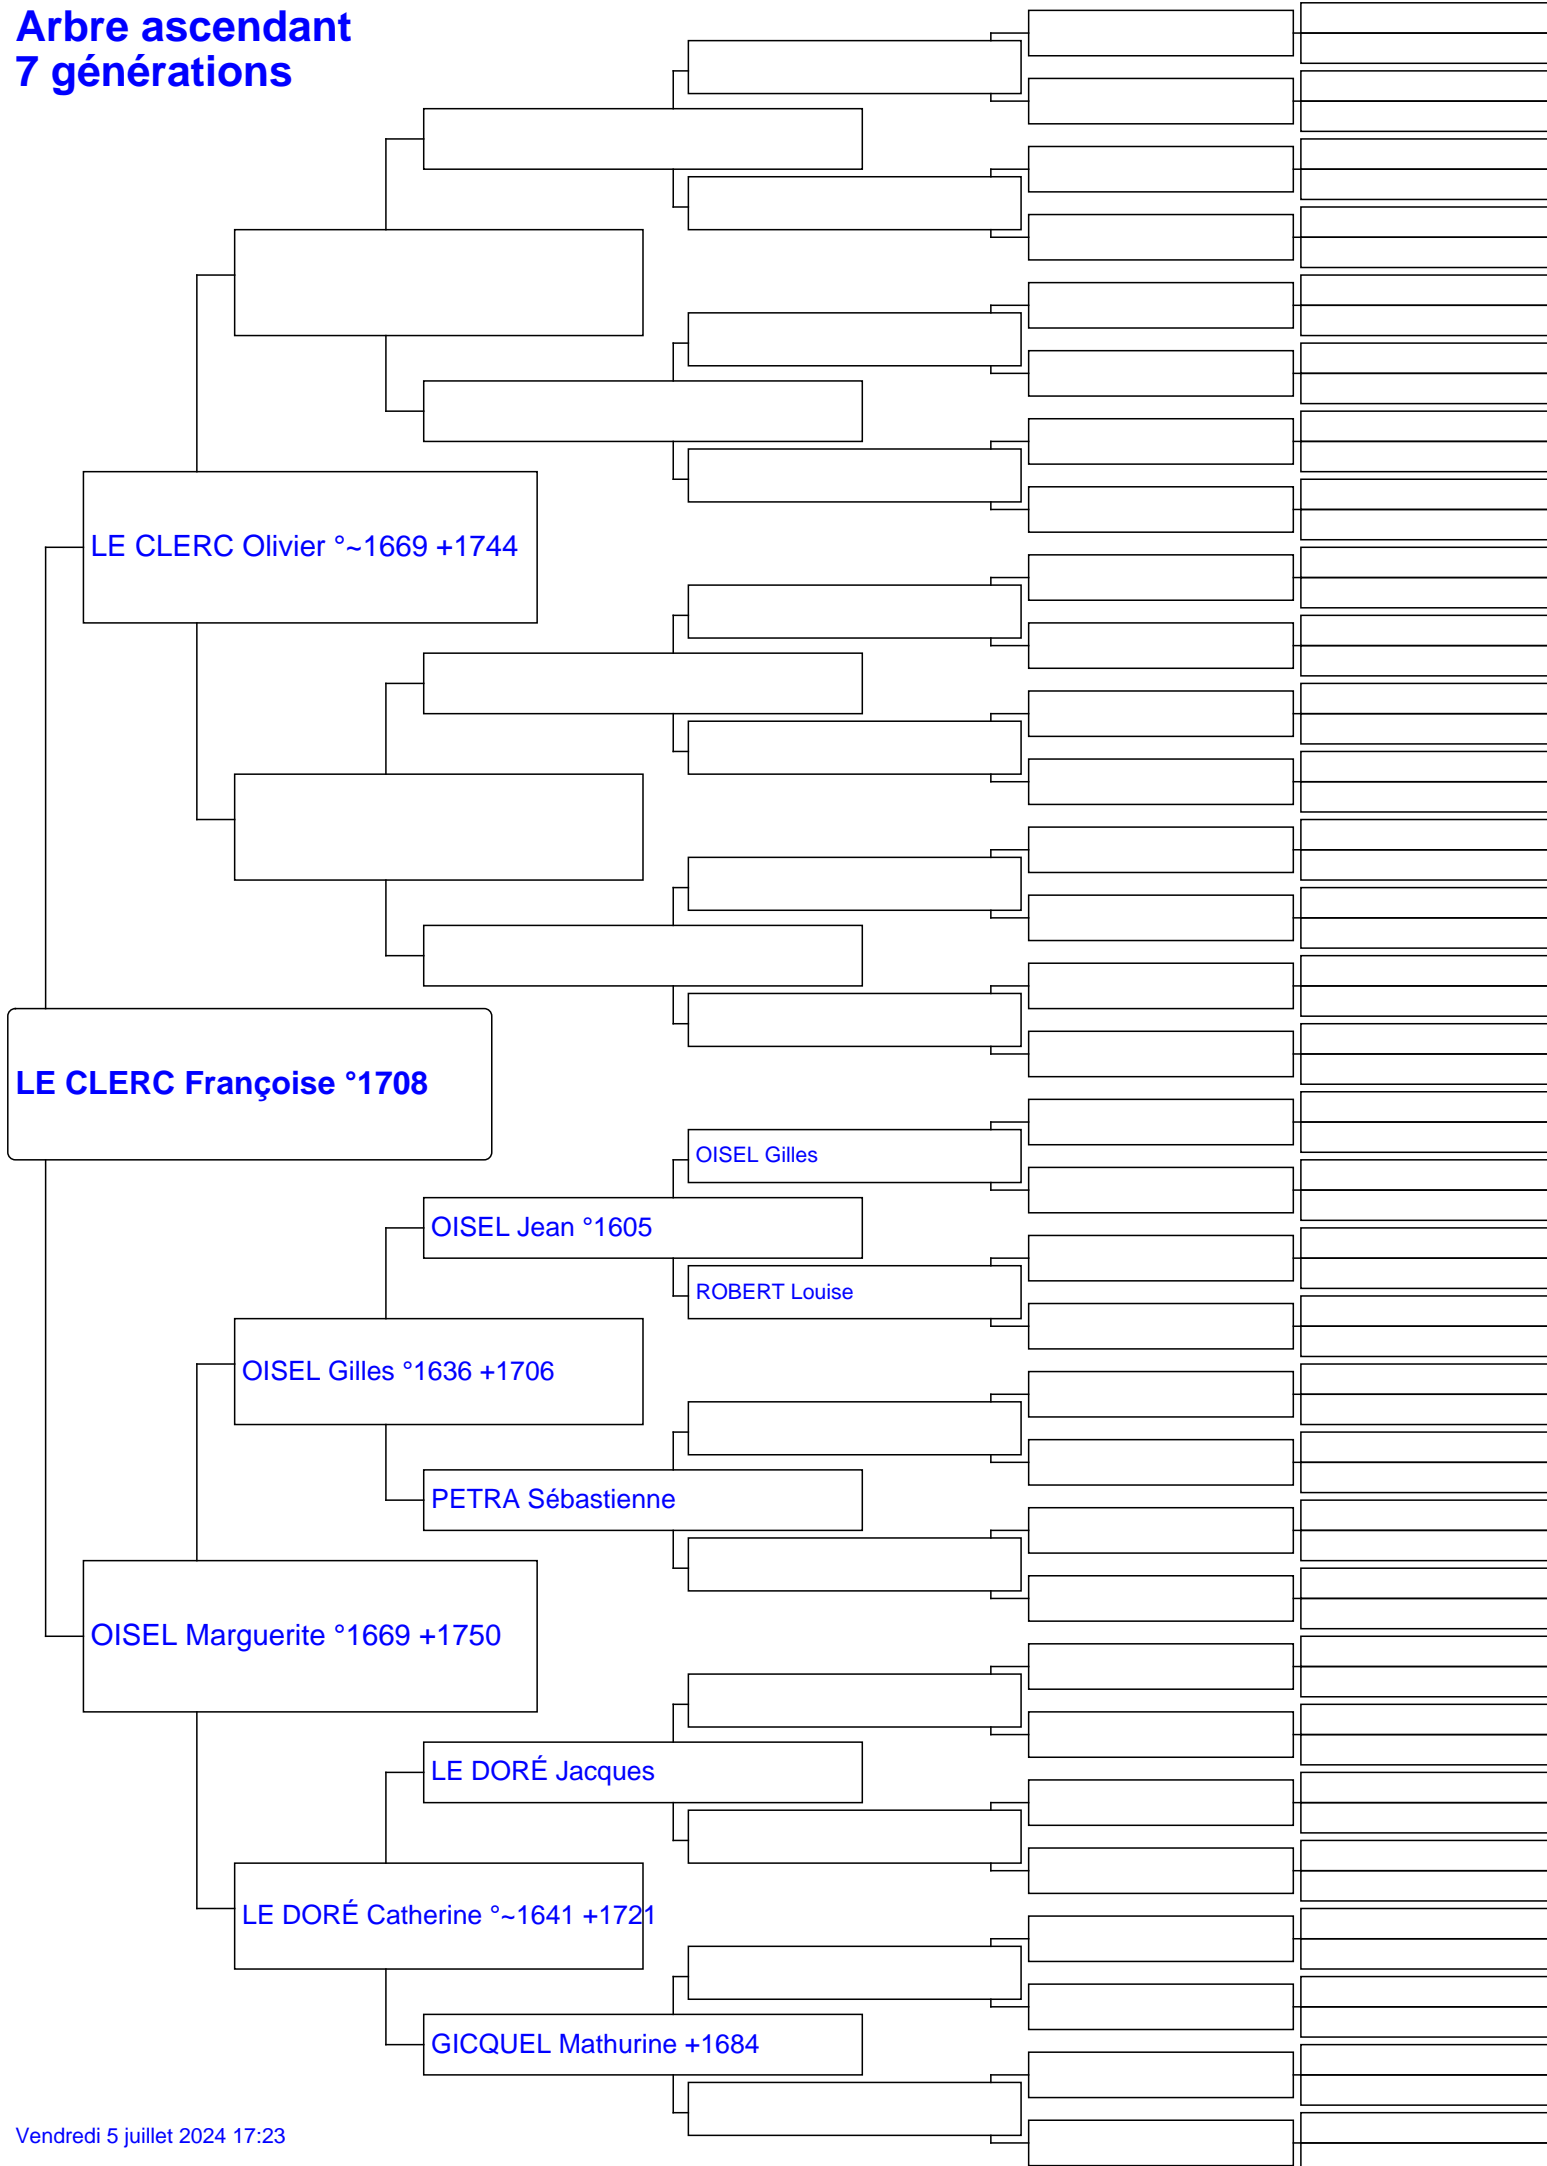 Arbre ascendant
7 générations
LE CLERC Olivier °~1669 +1744
LE CLERC Françoise °1708
OISEL Gilles
OISEL Jean °1605
ROBERT Louise
OISEL Gilles °1636 +1706
PETRA Sébastienne
OISEL Marguerite °1669 +1750
LE DORÉ Jacques
LE DORÉ Catherine °~1641 +1721
GICQUEL Mathurine +1684
Vendredi 5 juillet 2024 17:23